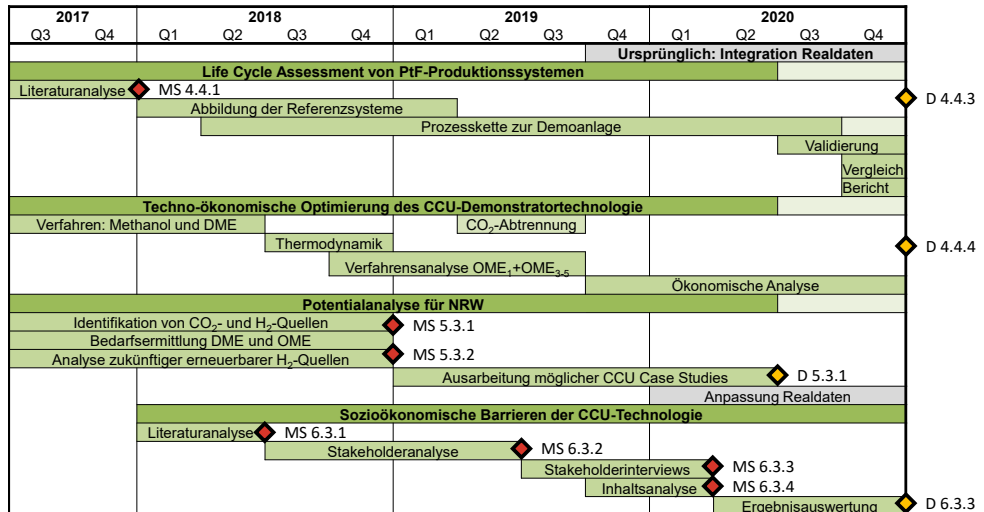 2017 2018 2019 2020
Q3 Q4 Q1 Q2 Q3 Q4 Q1 Q2 Q3 Q4 Q1 Q2 Q3 Q4
Ursprünglich: Integration Realdaten
Life Cycle Assessment von PtF-Produktionssystemen
Literaturanalyse MS 4.4.1
D 4.4.3
Abbildung der Referenzsysteme
Prozesskette zur Demoanlage
Validierung
Vergleich
Bericht
Techno-ökonomische Optimierung des CCU-Demonstratortechnologie
Verfahren: Methanol und DME CO₂-Abtrennung
Thermodynamik
D 4.4.4
Verfahrensanalyse OME₁+OME₃₋₅
Ökonomische Analyse
Potentialanalyse für NRW
Identifikation von CO₂- und H₂-Quellen MS 5.3.1
Bedarfsermittlung DME und OME
Analyse zukünftiger erneuerbarer H₂-Quellen MS 5.3.2
Ausarbeitung möglicher CCU Case Studies D 5.3.1
Anpassung Realdaten
Sozioökonomische Barrieren der CCU-Technologie
Literaturanalyse MS 6.3.1
Stakeholderanalyse MS 6.3.2
Stakeholderinterviews MS 6.3.3
Inhaltsanalyse MS 6.3.4
Ergebnisauswertung D 6.3.3